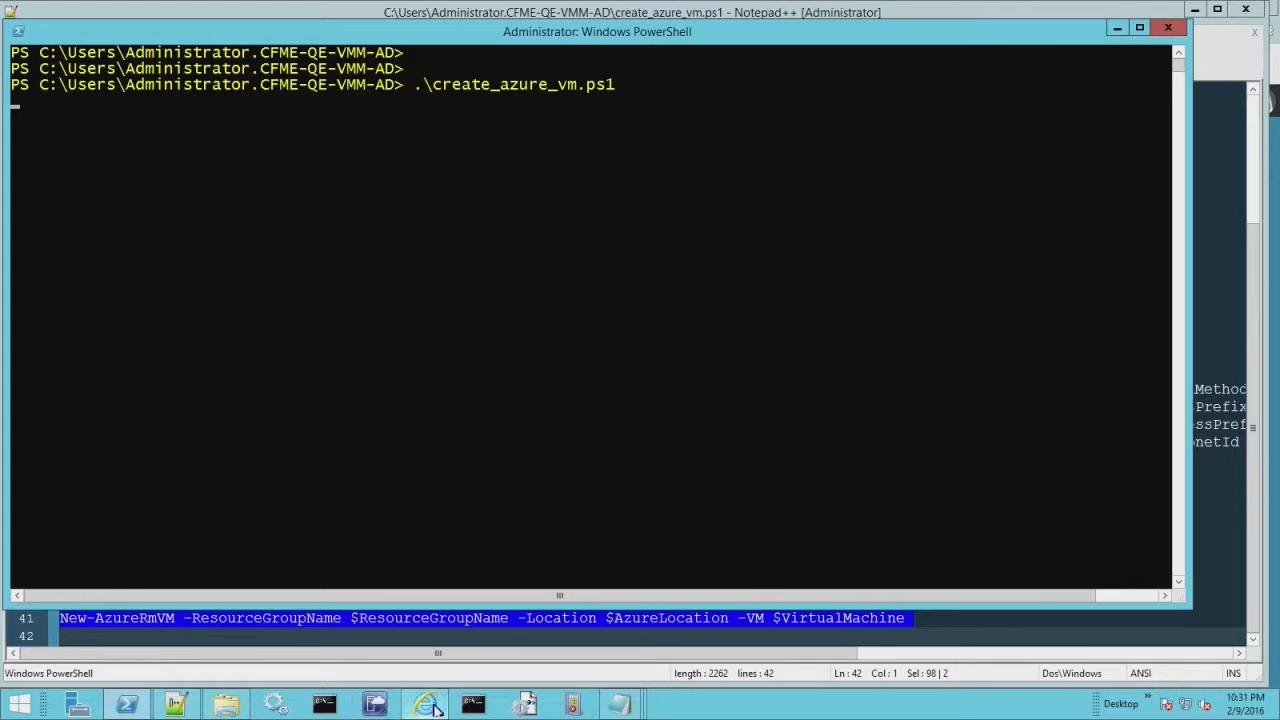 C:\Users\Administrator.CFME-QE-VMM-AD\create_azure_vm.ps1 - Notepad++ [Administrator]
Administrator: Windows PowerShell
PS C:\Users\Administrator.CFME-QE-VMM-AD>
PS C:\Users\Administrator.CFME-QE-VMM-AD>
PS C:\Users\Administrator.CFME-QE-VMM-AD> .\create_azure_vm.ps1
Method
Prefix
ssPref
netId
41 New-AzureRmVM -ResourceGroupName $ResourceGroupName -Location $AzureLocation -VM $VirtualMachine
42
Windows PowerShell length : 2262 lines : 42 Ln : 42 Col : 1 Sel : 98 | 2 Dos\Windows ANSI INS
Desktop
10:31 PM
2/9/2016